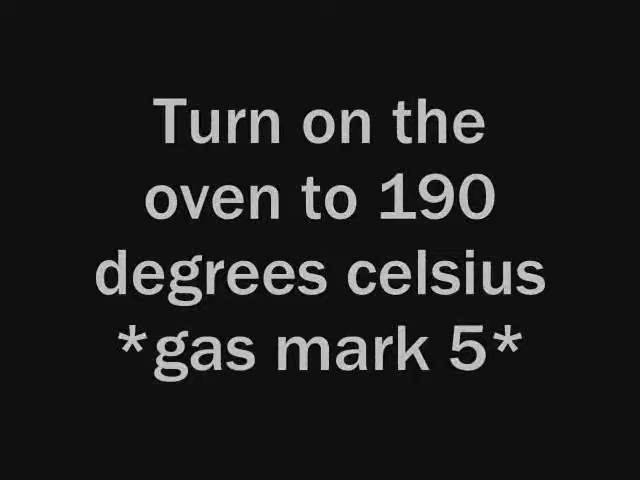 Turn on the
oven to 190
degrees celsius
*gas mark 5*